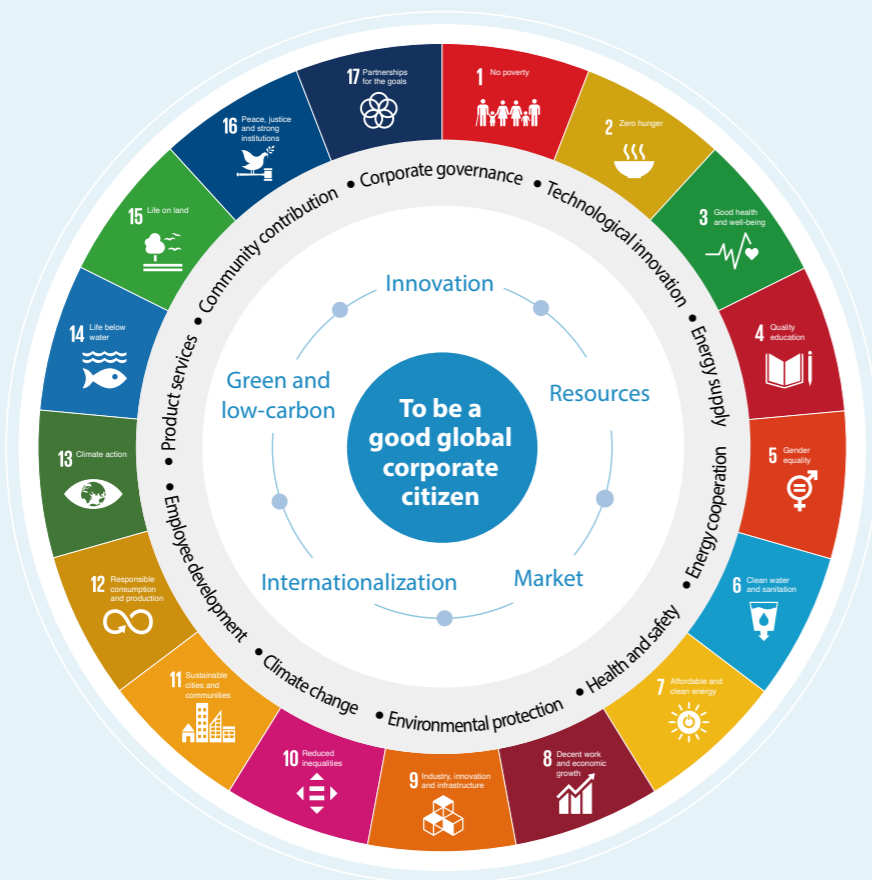 1 No poverty
2 Zero hunger
3 Good health
and well-being
4 Quality
education
5 Gender
equality
6 Clean water
and sanitation
7 Affordable and
clean energy
8 Decent work
and economic
growth
9 Industry, innovation
and infrastructure
10 Reduced
inequalities
11 Sustainable
cities and
communities
12 Responsible
consumption
and production
13 Climate action
14 Life below
water
15 Life on land
16 Peace, justice
and strong
institutions
17 Partnerships
for the goals
• Corporate governance
• Technological innovation
• Energy supply
• Energy cooperation
• Health and safety
• Environmental protection
• Climate change
• Employee development
• Product services
• Community contribution
Innovation
Resources
Market
Internationalization
Green and
low-carbon
To be a
good global
corporate
citizen